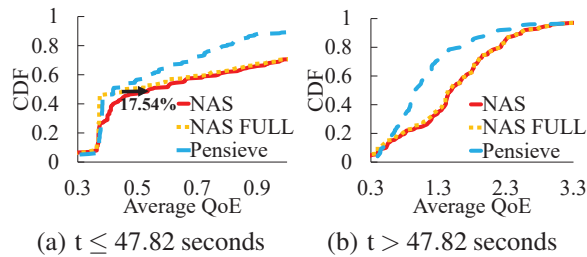 CDF
1
0.8
0.6
0.4
0.2
0
17.54%
NAS
NAS FULL
Pensieve
0.3 0.5 0.7 0.9
Average QoE
(a) t ≤ 47.82 seconds
CDF
1
0.8
0.6
0.4
0.2
0
NAS
NAS FULL
Pensieve
0.3 1.3 2.3 3.3
Average QoE
(b) t > 47.82 seconds